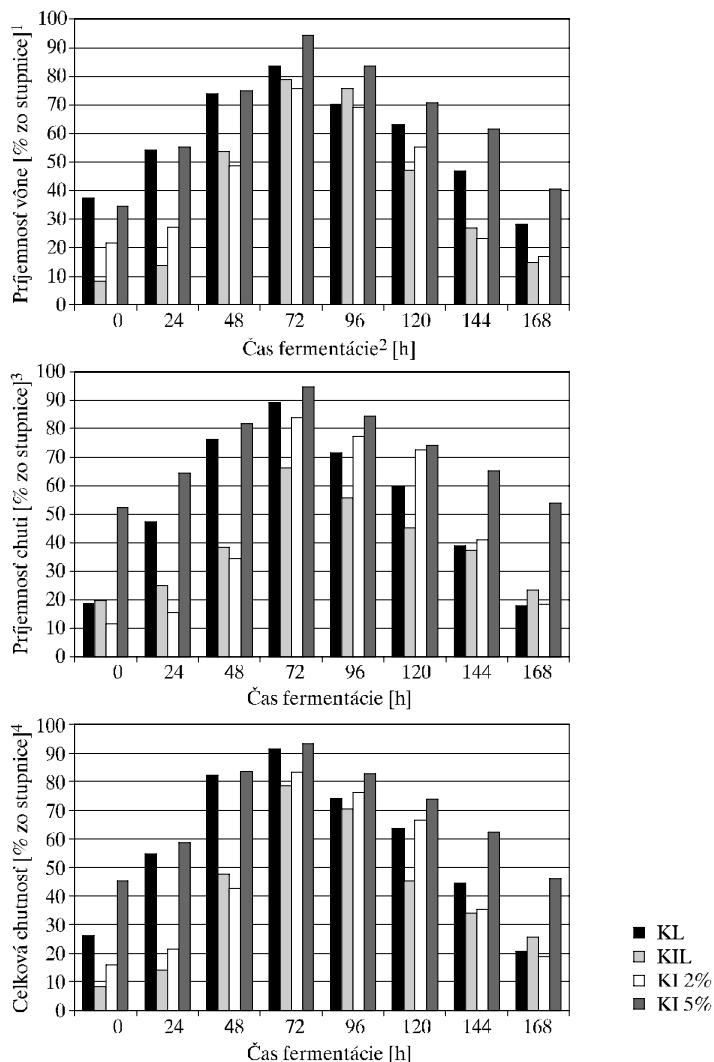 Príjemnosť vône [% zo stupnice]1
100
90
80
70
60
50
40
30
20
10
0
0 24 48 72 96 120 144 168
Čas fermentácie2 [h]
Príjemnosť chuti [% zo stupnice]3
100
90
80
70
60
50
40
30
20
10
0
0 24 48 72 96 120 144 168
Čas fermentácie [h]
Celková chutnosť [% zo stupnice]4
100
90
80
70
60
50
40
30
20
10
0
0 24 48 72 96 120 144 168
Čas fermentácie [h]
KL
KIL
KI 2%
KI 5%